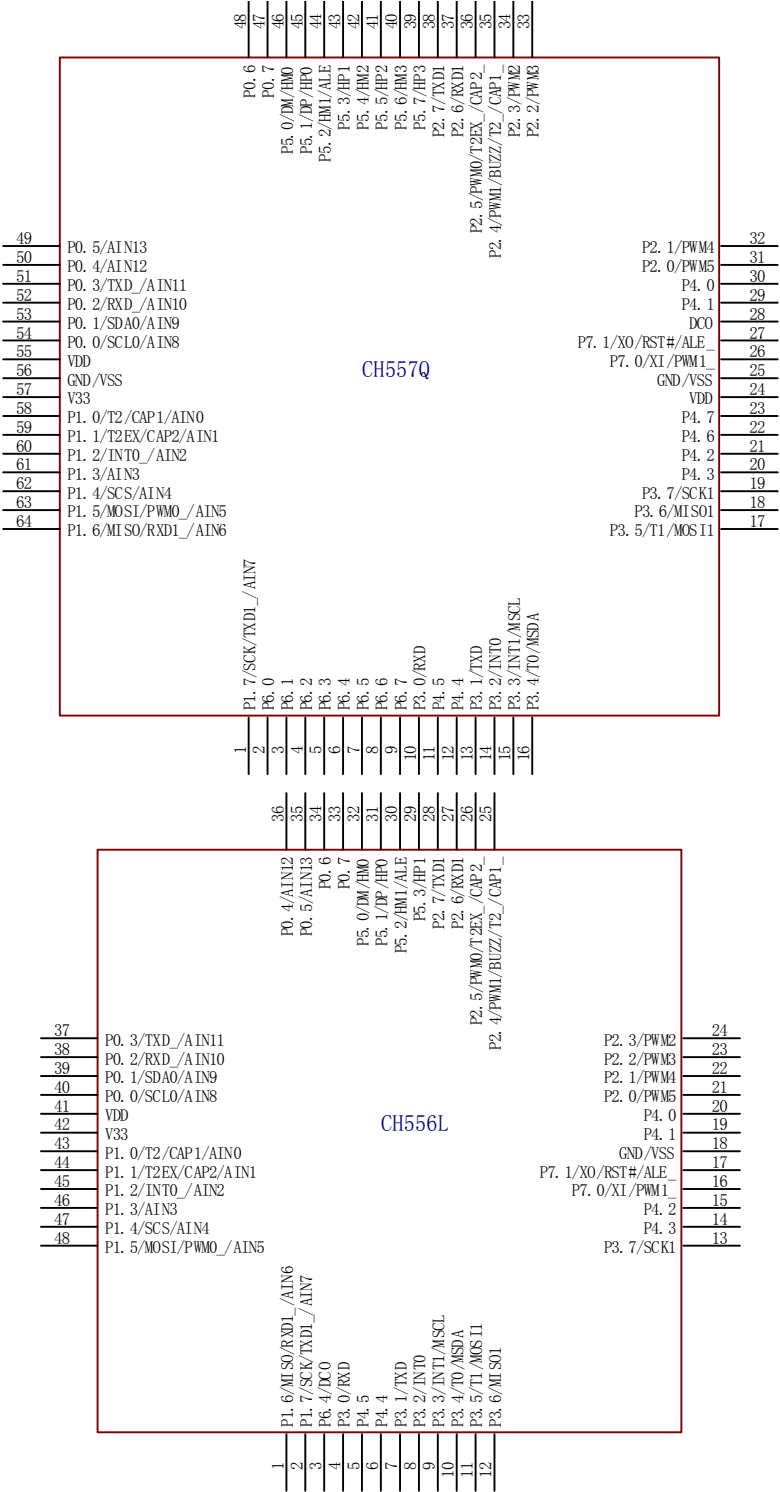 48 47 46 45 44 43 42 41 40 39 38 37 36 35 34 33
P0.6
P0.7
P5.0/DM/HM0
P5.1/DP/HP0
P5.2/HM1/ALE
P5.3/HP1
P5.4/HM2
P5.5/HP2
P5.6/HM3
P5.7/HP3
P2.7/TXD1
P2.6/RXD1
P2.5/PWM0/T2EX_/CAP2_
P2.4/PWM1/BUZZ/T2_/CAP1_
P2.3/PWM2
P2.2/PWM3
49 P0.5/AIN13
50 P0.4/AIN12
51 P0.3/TXD_/AIN11
52 P0.2/RXD_/AIN10
53 P0.1/SDA0/AIN9
54 P0.0/SCL0/AIN8
55 VDD
56 GND/VSS
57 V33
58 P1.0/T2/CAP1/AIN0
59 P1.1/T2EX/CAP2/AIN1
60 P1.2/INT0_/AIN2
61 P1.3/AIN3
62 P1.4/SCS/AIN4
63 P1.5/MOSI/PWM0_/AIN5
64 P1.6/MISO/RXD1_/AIN6
CH557Q
P2.1/PWM4 32
P2.0/PWM5 31
P4.0 30
P4.1 29
DCO 28
P7.1/XO/RST#/ALE_ 27
P7.0/XI/PWM1_ 26
GND/VSS 25
VDD 24
P4.7 23
P4.6 22
P4.2 21
P4.3 20
P3.7/SCK1 19
P3.6/MISO1 18
P3.5/T1/MOSI1 17
P1.7/SCK/TXD1_/AIN7
P6.0
P6.1
P6.2
P6.3
P6.4
P6.5
P6.6
P6.7
P3.0/RXD
P4.5
P4.4
P3.1/TXD
P3.2/INT0
P3.3/INT1/MSCL
P3.4/T0/MSDA
1 2 3 4 5 6 7 8 9 10 11 12 13 14 15 16
36 35 34 33 32 31 30 29 28 27 26 25
P0.4/AIN12
P0.5/AIN13
P0.6
P0.7
P5.0/DM/HM0
P5.1/DP/HP0
P5.2/HM1/ALE
P5.3/HP1
P2.7/TXD1
P2.6/RXD1
P2.5/PWM0/T2EX_/CAP2_
P2.4/PWM1/BUZZ/T2_/CAP1_
37 P0.3/TXD_/AIN11
38 P0.2/RXD_/AIN10
39 P0.1/SDA0/AIN9
40 P0.0/SCL0/AIN8
41 VDD
42 V33
43 P1.0/T2/CAP1/AIN0
44 P1.1/T2EX/CAP2/AIN1
45 P1.2/INT0_/AIN2
46 P1.3/AIN3
47 P1.4/SCS/AIN4
48 P1.5/MOSI/PWM0_/AIN5
CH556L
P2.3/PWM2 24
P2.2/PWM3 23
P2.1/PWM4 22
P2.0/PWM5 21
P4.0 20
P4.1 19
GND/VSS 18
P7.1/XO/RST#/ALE_ 17
P7.0/XI/PWM1_ 16
P4.2 15
P4.3 14
P3.7/SCK1 13
P1.6/MISO/RXD1_/AIN6
P1.7/SCK/TXD1_/AIN7
P6.4/DCO
P3.0/RXD
P4.5
P4.4
P3.1/TXD
P3.2/INT0
P3.3/INT1/MSCL
P3.4/T0/MSDA
P3.5/T1/MOSI1
P3.6/MISO1
1 2 3 4 5 6 7 8 9 10 11 12